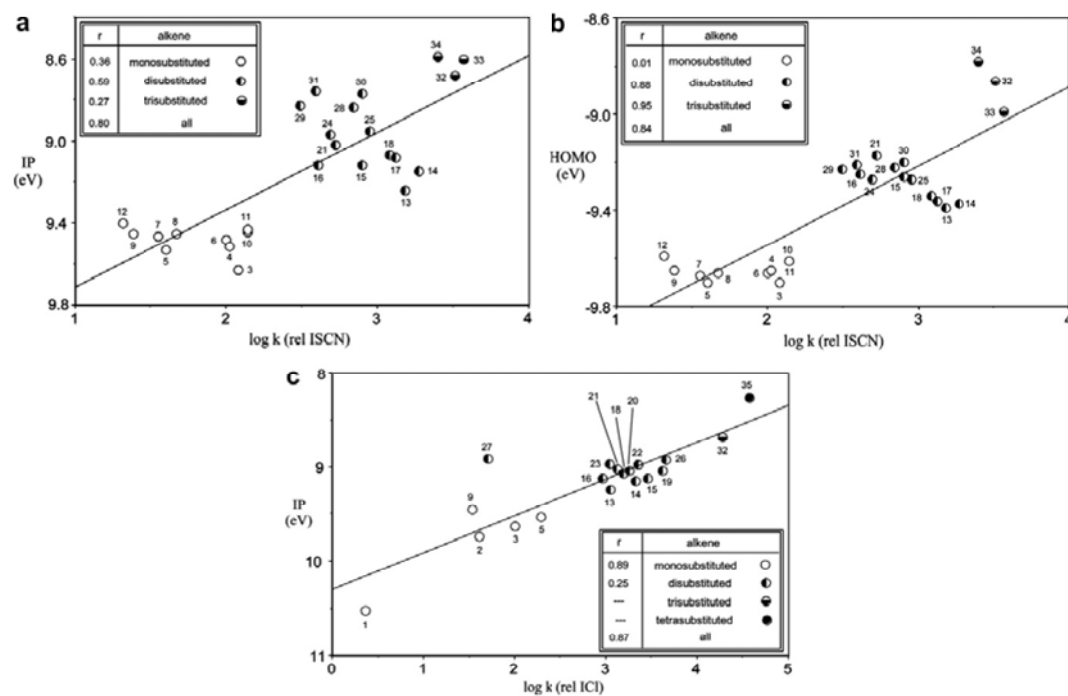 a
r alkene
0.36 monosubstituted
0.59 disubstituted
0.27 trisubstituted
0.80 all
8.6
9.0
9.4
9.8
IP
(eV)
34
33
32
31
30
29
28
24
25
21
18
17
16
15
14
13
12
11
7
8
9
10
6
5
4
3
1 2 3 4
log k (rel ISCN)
b
r alkene
0.01 monosubstituted
0.88 disubstituted
0.95 trisubstituted
0.84 all
-8.6
-9.0
-9.4
-9.8
HOMO
(eV)
34
32
33
31
21
30
29
28
16
15
25
24
18
17
14
13
12
10
7
4
9
8
6
11
5
3
1 2 3 4
log k (rel ISCN)
c
8
9
10
11
IP
(eV)
35
21
20
18
32
27
22
26
23
16
19
15
14
13
9
2
3
5
1
r alkene
0.89 monosubstituted
0.25 disubstituted
--- trisubstituted
--- tetrasubstituted
0.87 all
0 1 2 3 4 5
log k (rel ICl)